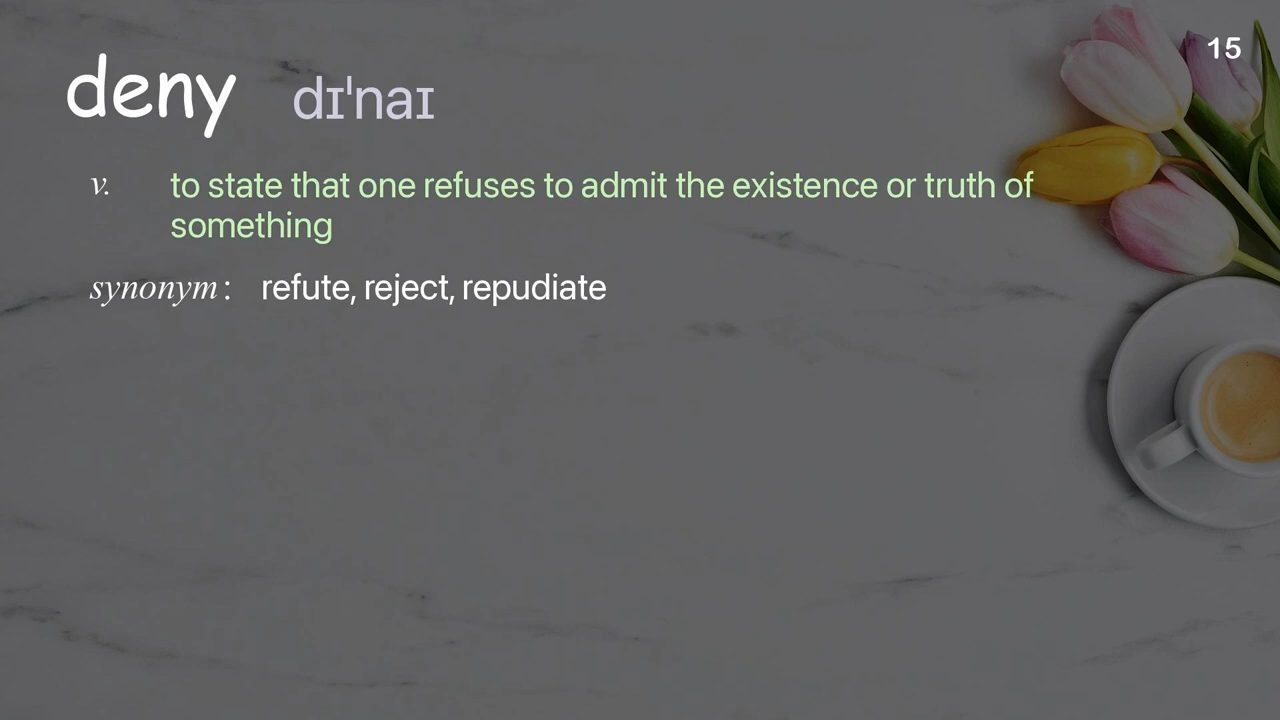 15
deny dɪˈnaɪ
v. to state that one refuses to admit the existence or truth of
something
synonym: refute, reject, repudiate